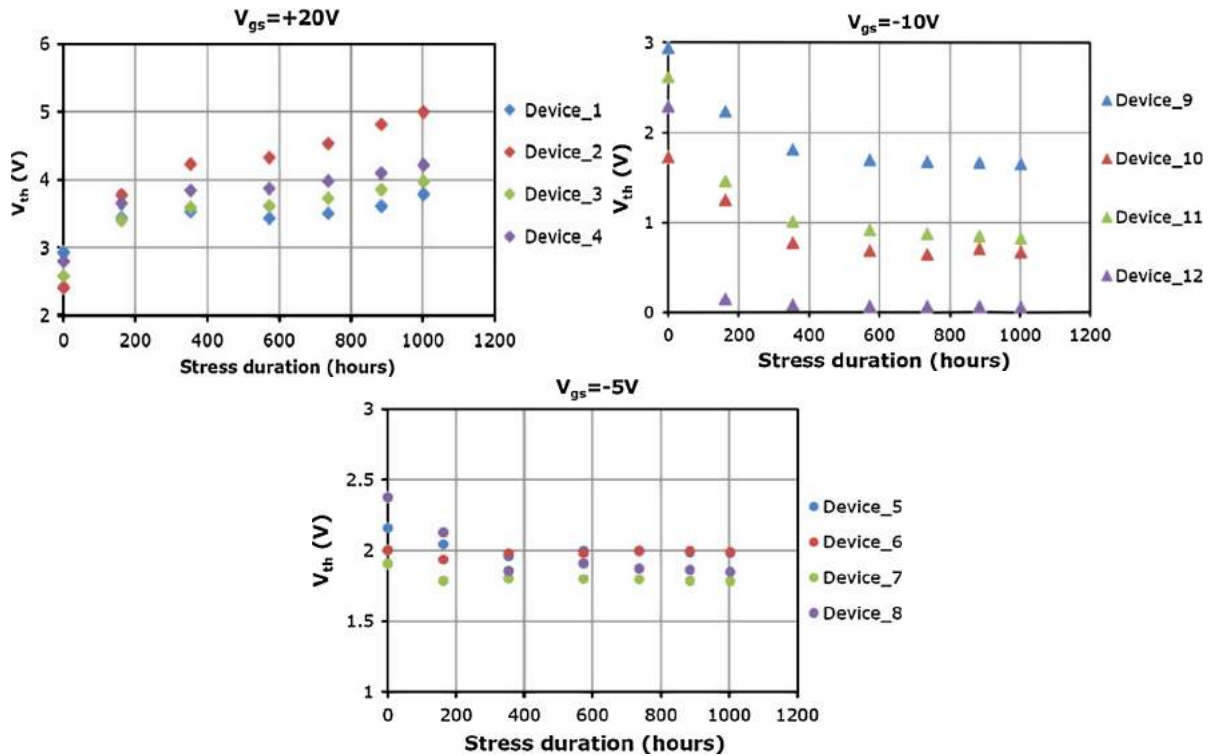 Vgs=+20V
Vth (V)
6
5
4
3
2
0 200 400 600 800 1000 1200
Stress duration (hours)
Device_1
Device_2
Device_3
Device_4
Vgs=-10V
Vth (V)
3
2
1
0
0 200 400 600 800 1000 1200
Stress duration (hours)
Device_9
Device_10
Device_11
Device_12
Vgs=-5V
Vth (V)
3
2.5
2
1.5
1
0 200 400 600 800 1000 1200
Stress duration (hours)
Device_5
Device_6
Device_7
Device_8